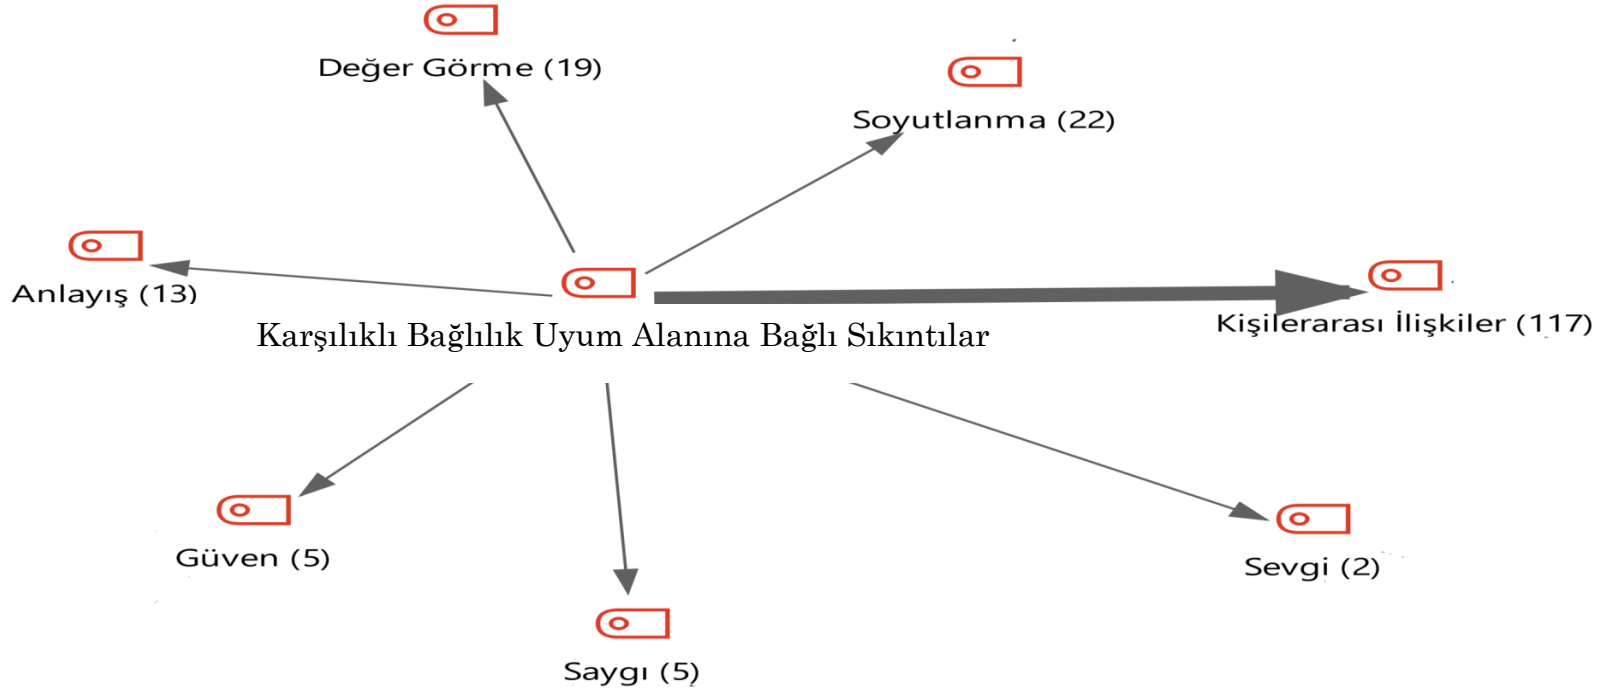 Değer Görme (19)
Soyutlanma (22)
Anlayış (13)
Kişilerarası İlişkiler (117)
Karşılıklı Bağlılık Uyum Alanına Bağlı Sıkıntılar
Güven (5)
Sevgi (2)
Saygı (5)